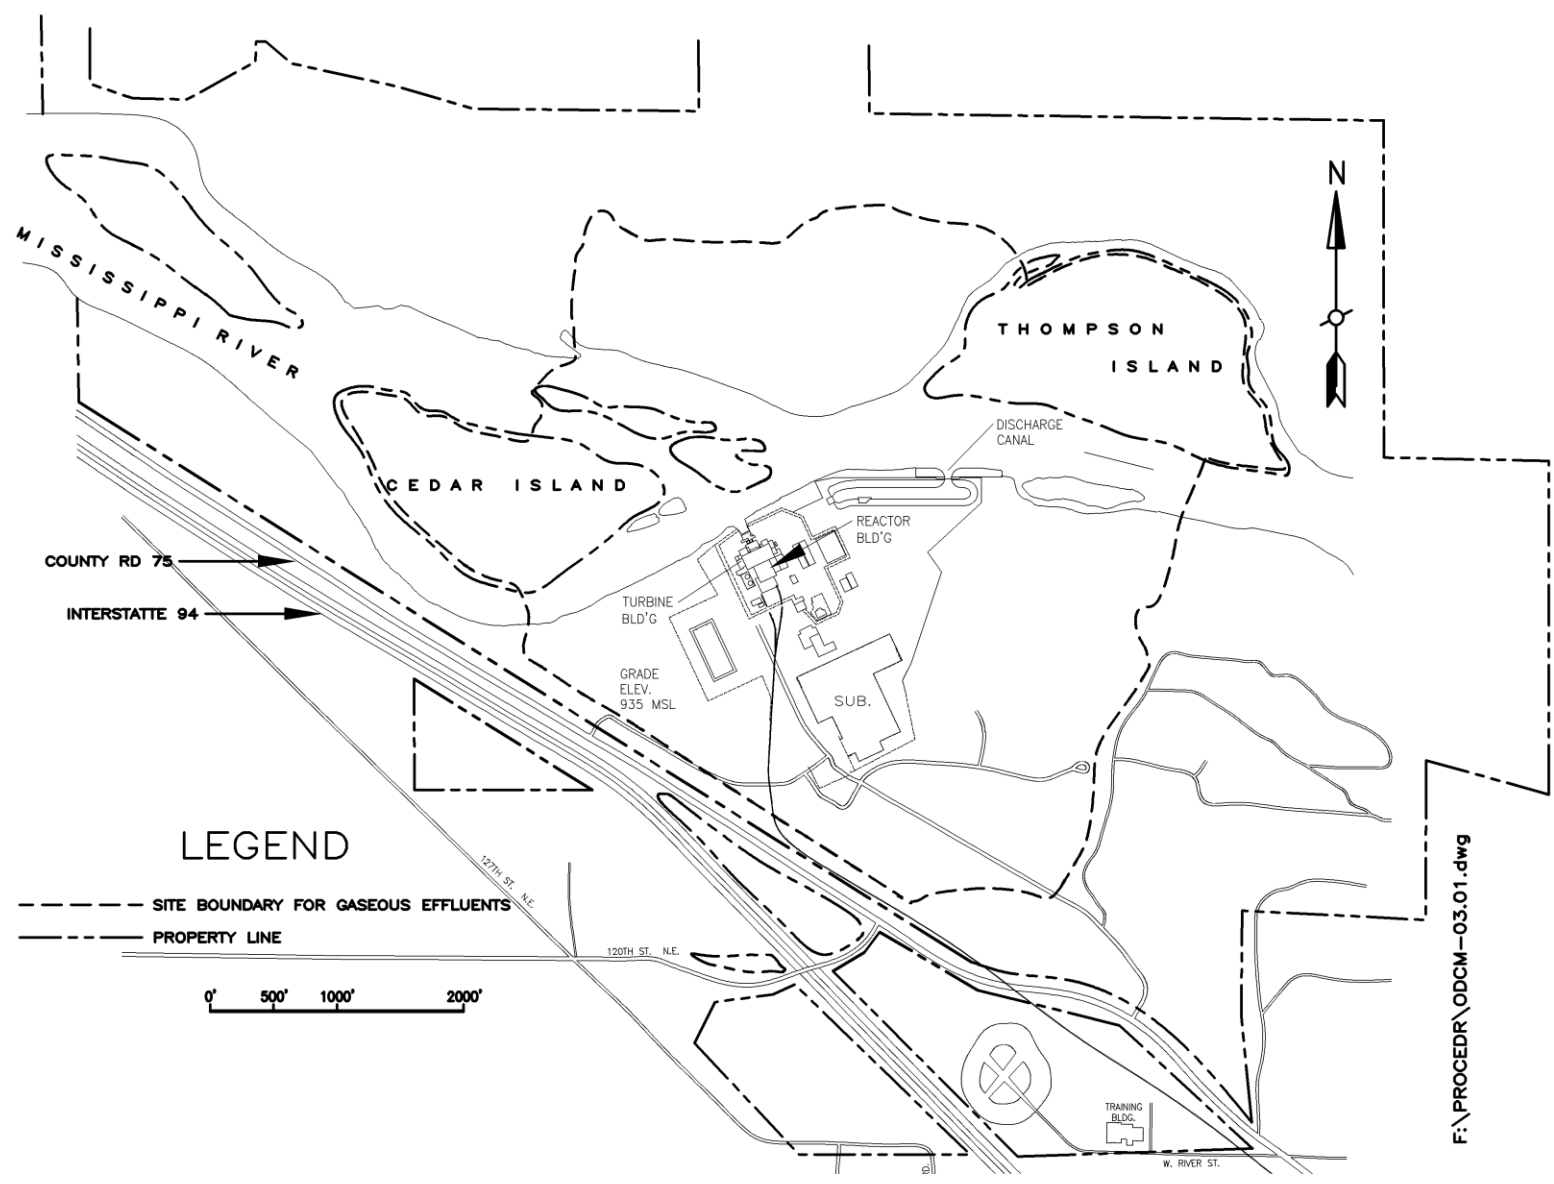 N
MISSISSIPPI RIVER
THOMPSON
ISLAND
DISCHARGE
CANAL
CEDAR ISLAND
REACTOR
BLD'G
COUNTY RD 75
TURBINE
BLD'G
INTERSTATTE 94
GRADE
ELEV.
935 MSL
SUB.
LEGEND
127TH ST. N.E.
SITE BOUNDARY FOR GASEOUS EFFLUENTS
PROPERTY LINE
120TH ST. N.E.
0' 500' 1000' 2000'
F:\PROCEDR\ODCM-03.01.dwg
TRAINING
BLDG.
W. RIVER ST.